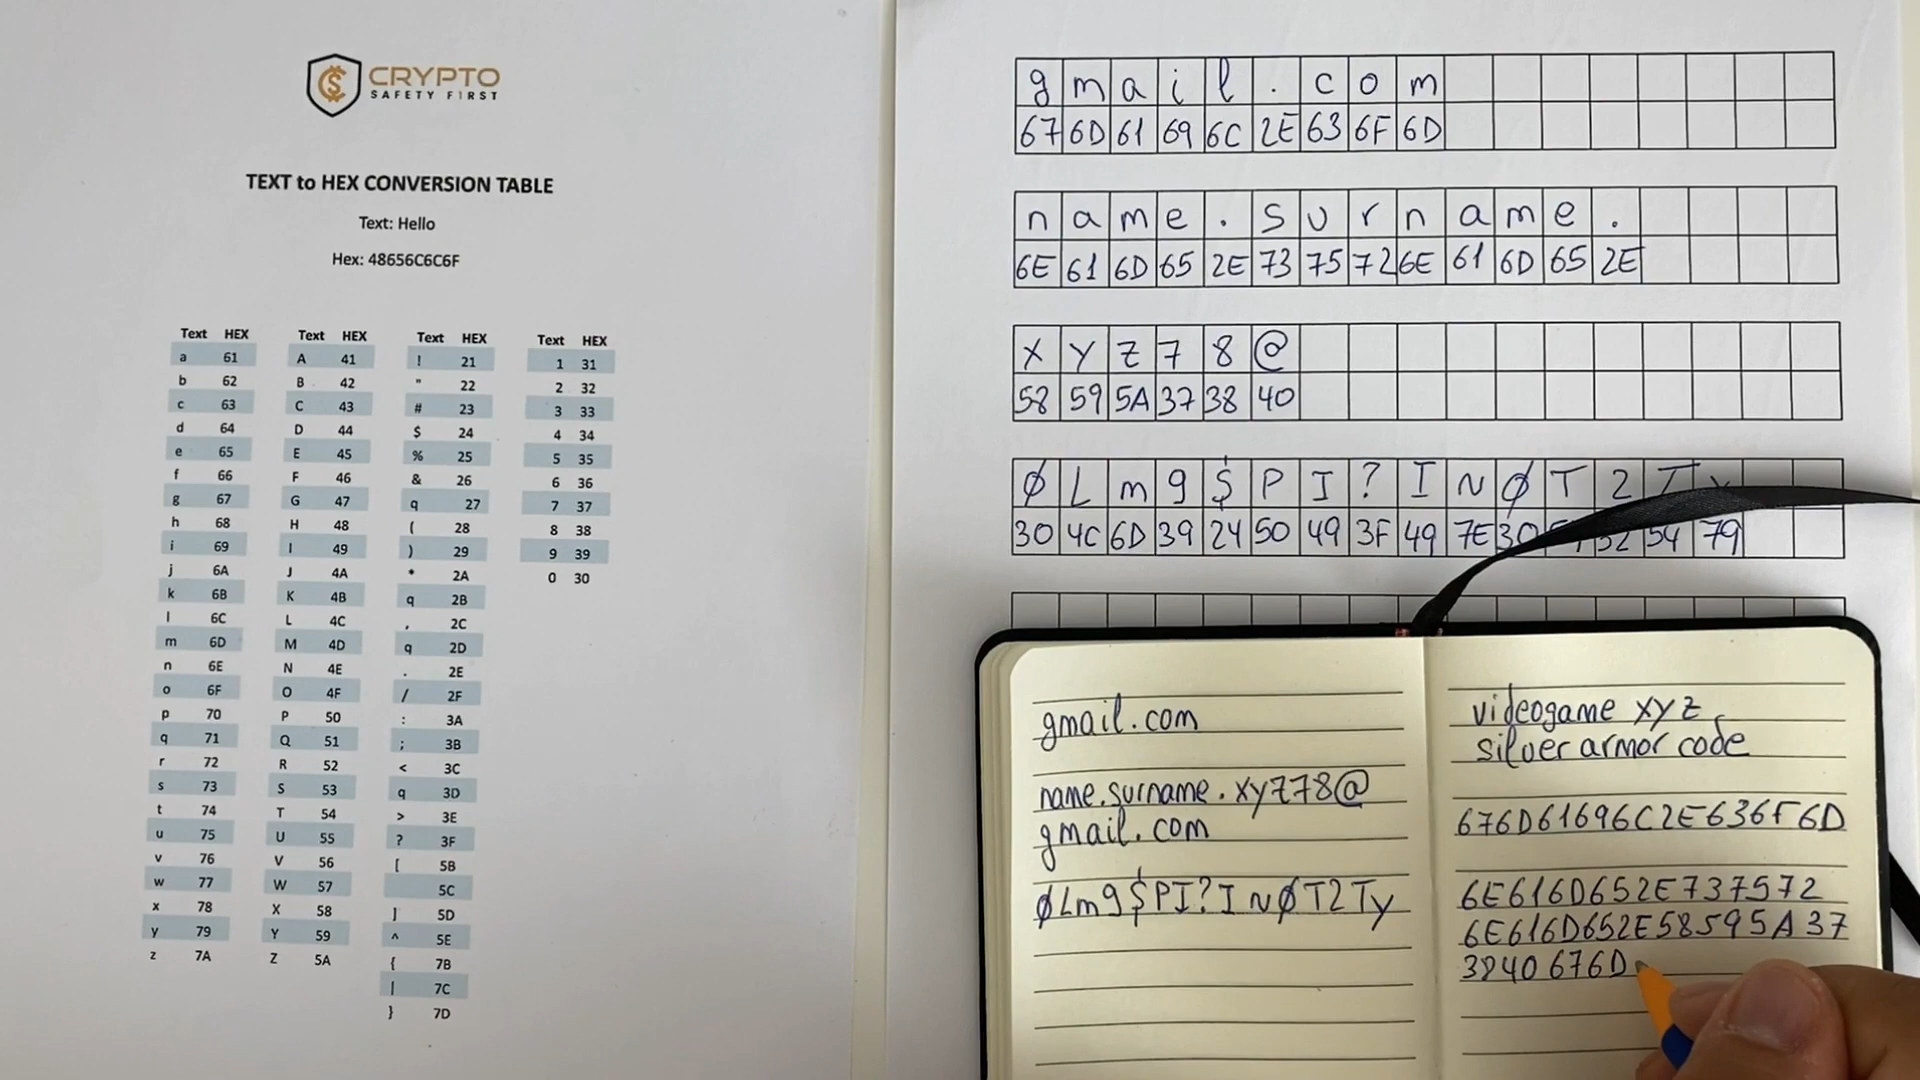 CRYPTO
SAFETY FIRST
TEXT to HEX CONVERSION TABLE
Text: Hello
Hex: 48656C6C6F
Text HEX Text HEX Text HEX Text HEX
a 61 A 41 ! 21 1 31
b 62 B 42 " 22 2 32
c 63 C 43 # 23 3 33
d 64 D 44 $ 24 4 34
e 65 E 45 % 25 5 35
f 66 F 46 & 26 6 36
g 67 G 47 q 27 7 37
h 68 H 48 ( 28 8 38
i 69 I 49 ) 29 9 39
j 6A J 4A * 2A 0 30
k 6B K 4B q 2B
l 6C L 4C , 2C
m 6D M 4D q 2D
n 6E N 4E . 2E
o 6F O 4F / 2F
p 70 P 50 : 3A
q 71 Q 51 ; 3B
r 72 R 52 < 3C
s 73 S 53 q 3D
t 74 T 54 > 3E
u 75 U 55 ? 3F
v 76 V 56 [ 5B
w 77 W 57 5C
x 78 X 58 ] 5D
y 79 Y 59 ^ 5E
z 7A Z 5A { 7B
| 7C
} 7D
g m a i l . c o m
67 6D 61 69 6C 2E 63 6F 6D
n a m e . s u r n a m e .
6E 61 6D 65 2E 73 75 72 6E 61 6D 65 2E
X Y Z 7 8 @
58 59 5A 37 38 40
Ø L m 9 $ P I ? I N Ø T 2 T
30 4C 6D 39 24 50 49 3F 49 7E 30 32 54 79
gmail.com
name.surname.xyz78@
gmail.com
ØLm9$PI?INØT2Ty
videogame xyz
silver armor code
676D61696C2E636F6D
6E616D652E737572
6E616D652E58595A37
3840676D